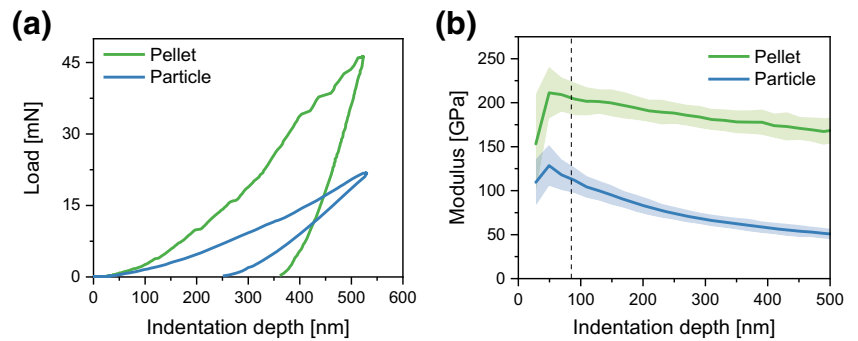 (a)
Pellet
Particle
Load [mN]
45
30
15
0
0 100 200 300 400 500 600
Indentation depth [nm]
(b)
Pellet
Particle
Modulus [GPa]
250
200
150
100
50
0
0 100 200 300 400 500
Indentation depth [nm]